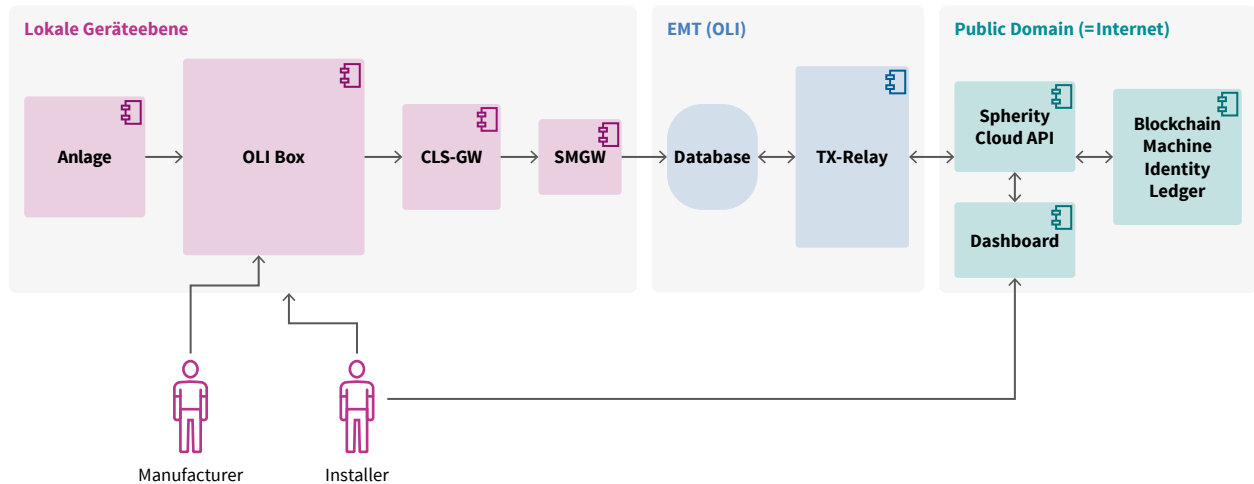 Lokale Geräteebene
EMT (OLI)
Public Domain (=Internet)
Anlage
OLI Box
CLS-GW
SMGW
Database
TX-Relay
Spherity
Cloud API
Blockchain
Machine
Identity
Ledger
Dashboard
Manufacturer
Installer